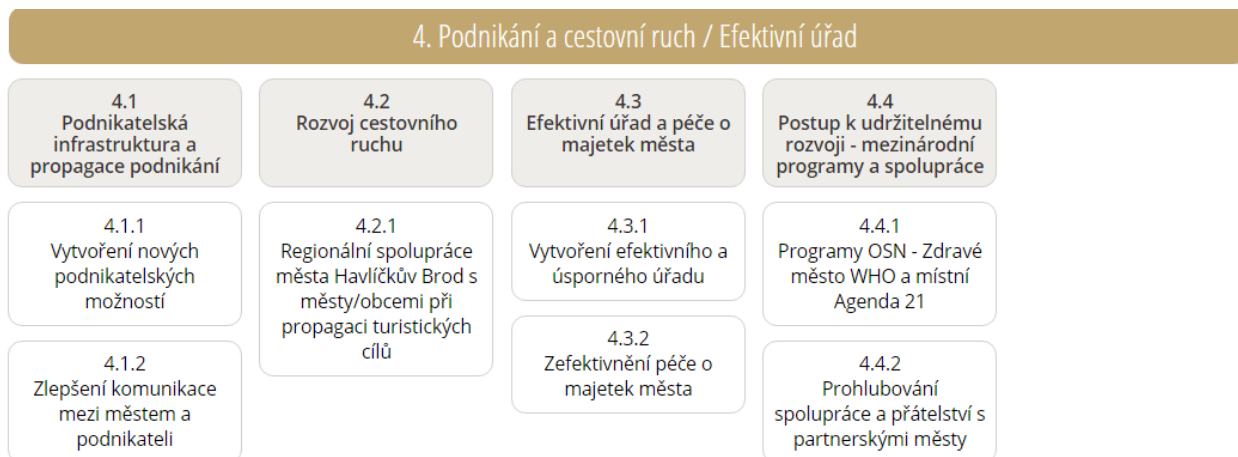 4. Podnikání a cestovní ruch / Efektivní úřad
4.1
Podnikatelská
infrastruktura a
propagace podnikání
4.1.1
Vytvoření nových
podnikatelských
možností
4.1.2
Zlepšení komunikace
mezi městem a
podnikateli
4.2
Rozvoj cestovního
ruchu
4.2.1
Regionální spolupráce
města Havlíčkův Brod s
městy/obcemi při
propagaci turistických
cílů
4.3
Efektivní úřad a péče o
majetek města
4.3.1
Vytvoření efektivního a
úsporného úřadu
4.3.2
Zefektivnění péče o
majetek města
4.4
Postup k udržitelnému
rozvoji - mezinárodní
programy a spolupráce
4.4.1
Programy OSN - Zdravé
město WHO a místní
Agenda 21
4.4.2
Prohlubování
spolupráce a přátelství s
partnerskými městy